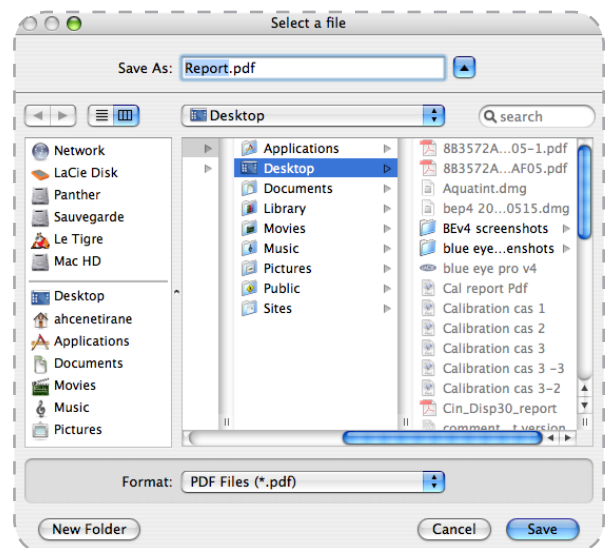 Select a file
Save As: Report.pdf
Desktop
search
Network
LaCie Disk
Panther
Sauvegarde
Le Tigre
Mac HD
Desktop
ahcenetirane
Applications
Documents
Movies
Music
Pictures
Applications
Desktop
Documents
Library
Movies
Music
Pictures
Public
Sites
8B3572A...05-1.pdf
8B3572A...AF05.pdf
Aquatint.dmg
bep4 20...0515.dmg
BEv4 screenshots
blue eye...enshots
blue eye pro v4
Cal report Pdf
Calibration cas 1
Calibration cas 2
Calibration cas 3
Calibration cas 3 -3
Calibration cas 3-2
Cin_Disp30_report
comment...t version
Format: PDF Files (*.pdf)
New Folder
Cancel
Save